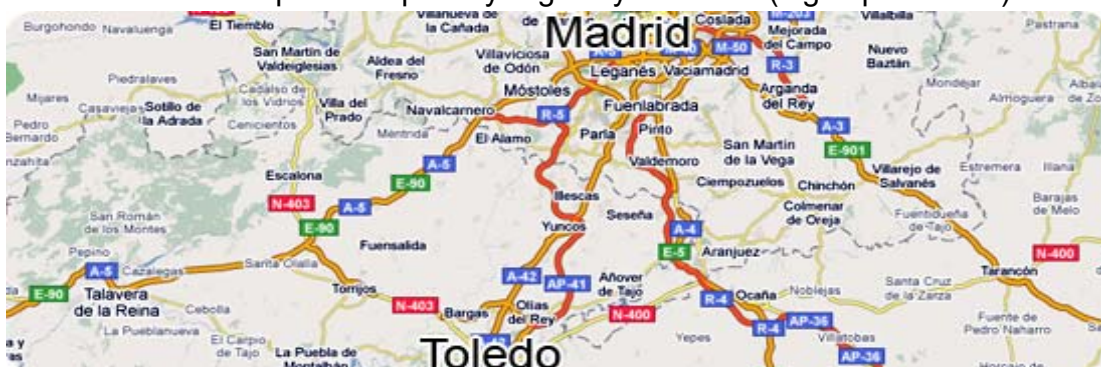 Villanueva de
la Cañada
de
Coslada
M-203
Villalbilla
Burgohondo
Navaluenga
El Tiemblo
Madrid
Mejorada
del Campo
Pastrana
San Martín de
Valdeiglesias
Aldea del
Fresno
Villaviciosa
de Odón
M-50
Nuevo
Baztán
Leganés
Vaciamadrid
R-3
Piedralaves
Móstoles
Arganda
del Rey
Mondéjar
Mijares
Casavieja
Sotillo de
la Adrada
Cadalso de
los Vidrios
Villa del
Prado
Navalcarnero
R-5
Fuenlabrada
Almoguera
Pedro
Bernardo
Cenicientos
Méntrida
El Alamo
Parla
Pinto
A-3
San Martín
de la Vega
E-901
A-5
Valdemoro
Villarejo de
Salvanés
Estremera
Illana
Escalona
E-90
Ciempozuelos
Chinchón
N-403
A-5
Illescas
Seseña
Colmenar
de Oreja
Barajas
de Melo
San Román
de los Montes
E-90
Yuncos
A-4
Fuentidueña
de Tajo
Fuensalida
E-5
Aranjuez
N-400
Pepino
A-5
Cazalegas
Santa Olalla
A-42
AP-41
Añover
de Tajo
Tarancón
E-90
Talavera
de la Reina
Cebolla
Torrijos
N-403
Bargas
Olías
del Rey
N-400
R-4
Ocaña
Noblejas
Santa Cruz
de la Zarza
La Pueblanueva
El Carpio
de Tajo
La Puebla de
Montalbán
Toledo
Yepes
R-4
AP-36
Villatobas
AP-36
Fuente de
Pedro Naharro
Horcajo de